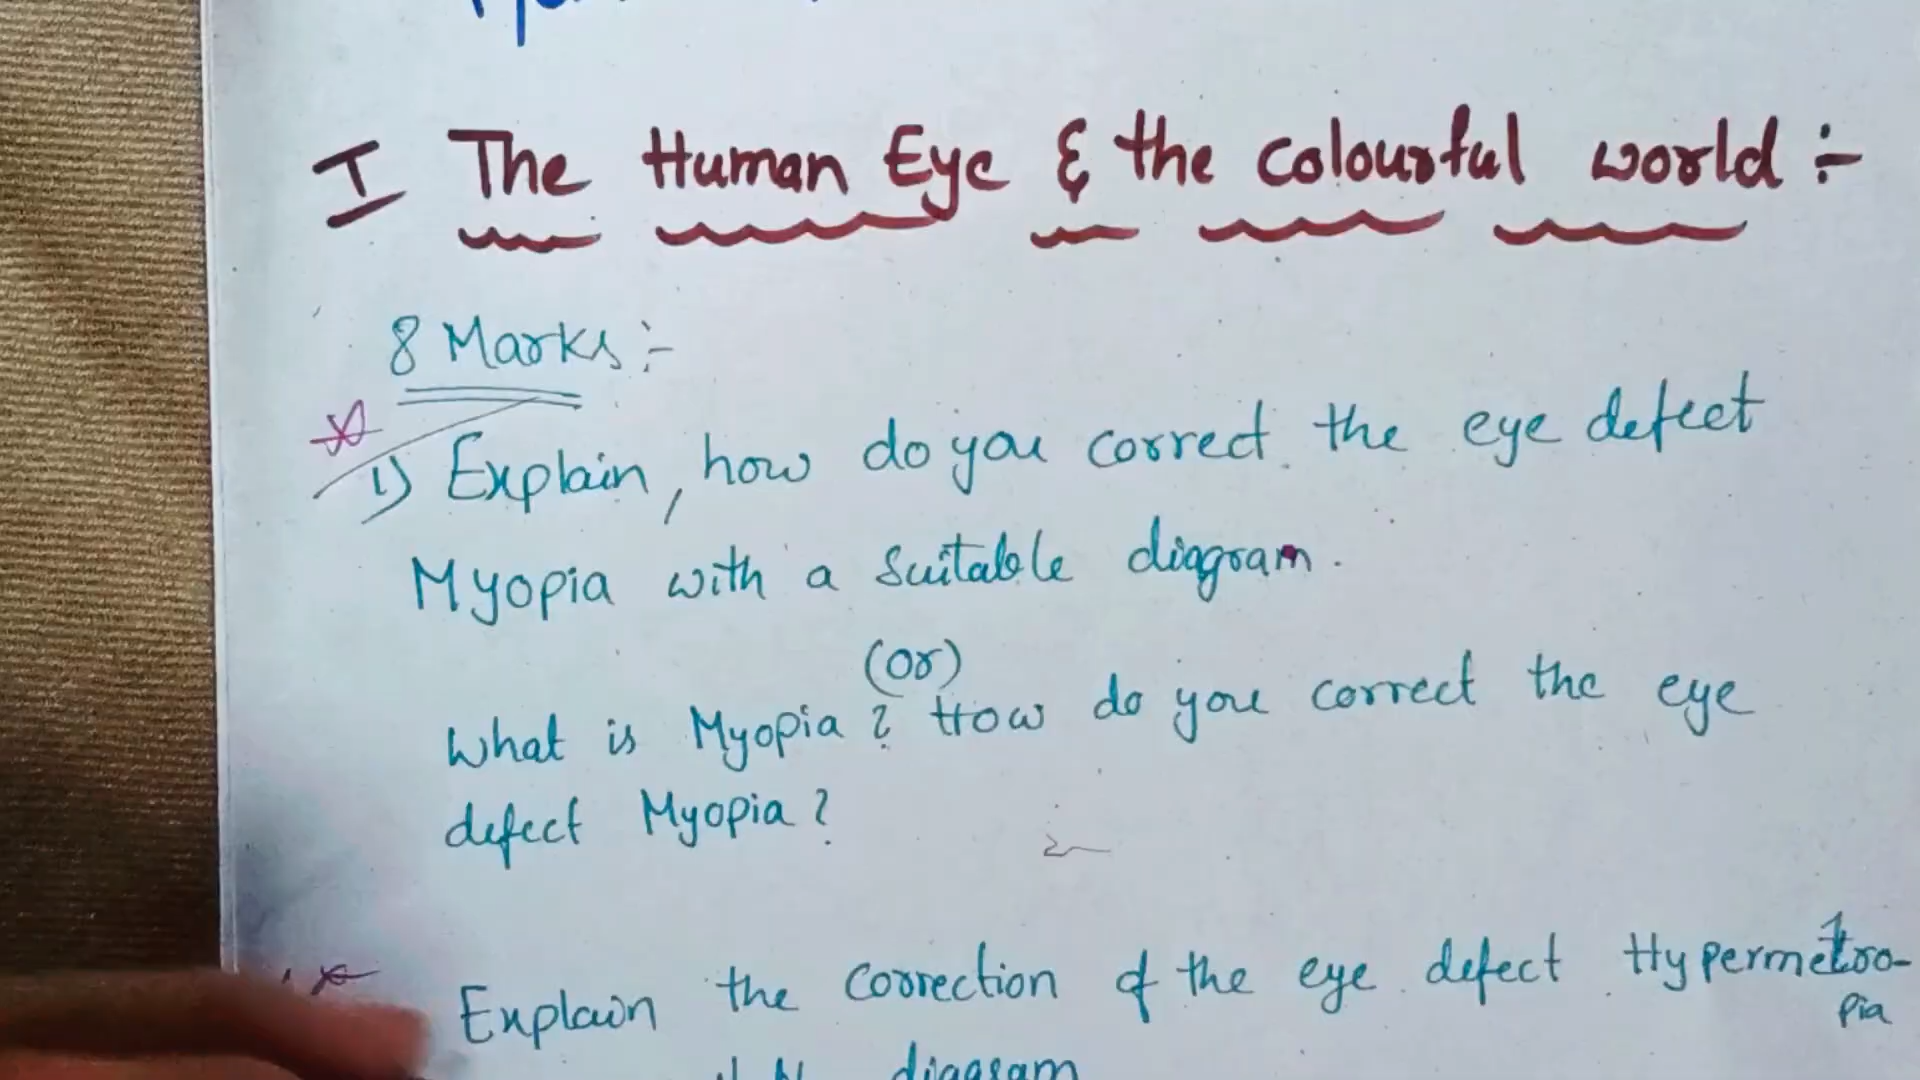 I The Human Eye & the colourful world :-
8 Marks :-
1) Explain, how do you correct the eye defect
Myopia with a suitable diagram.
(or)
What is Myopia? How do you correct the eye
defect Myopia?
Explain the correction of the eye defect Hypermetro-
pia
diagram